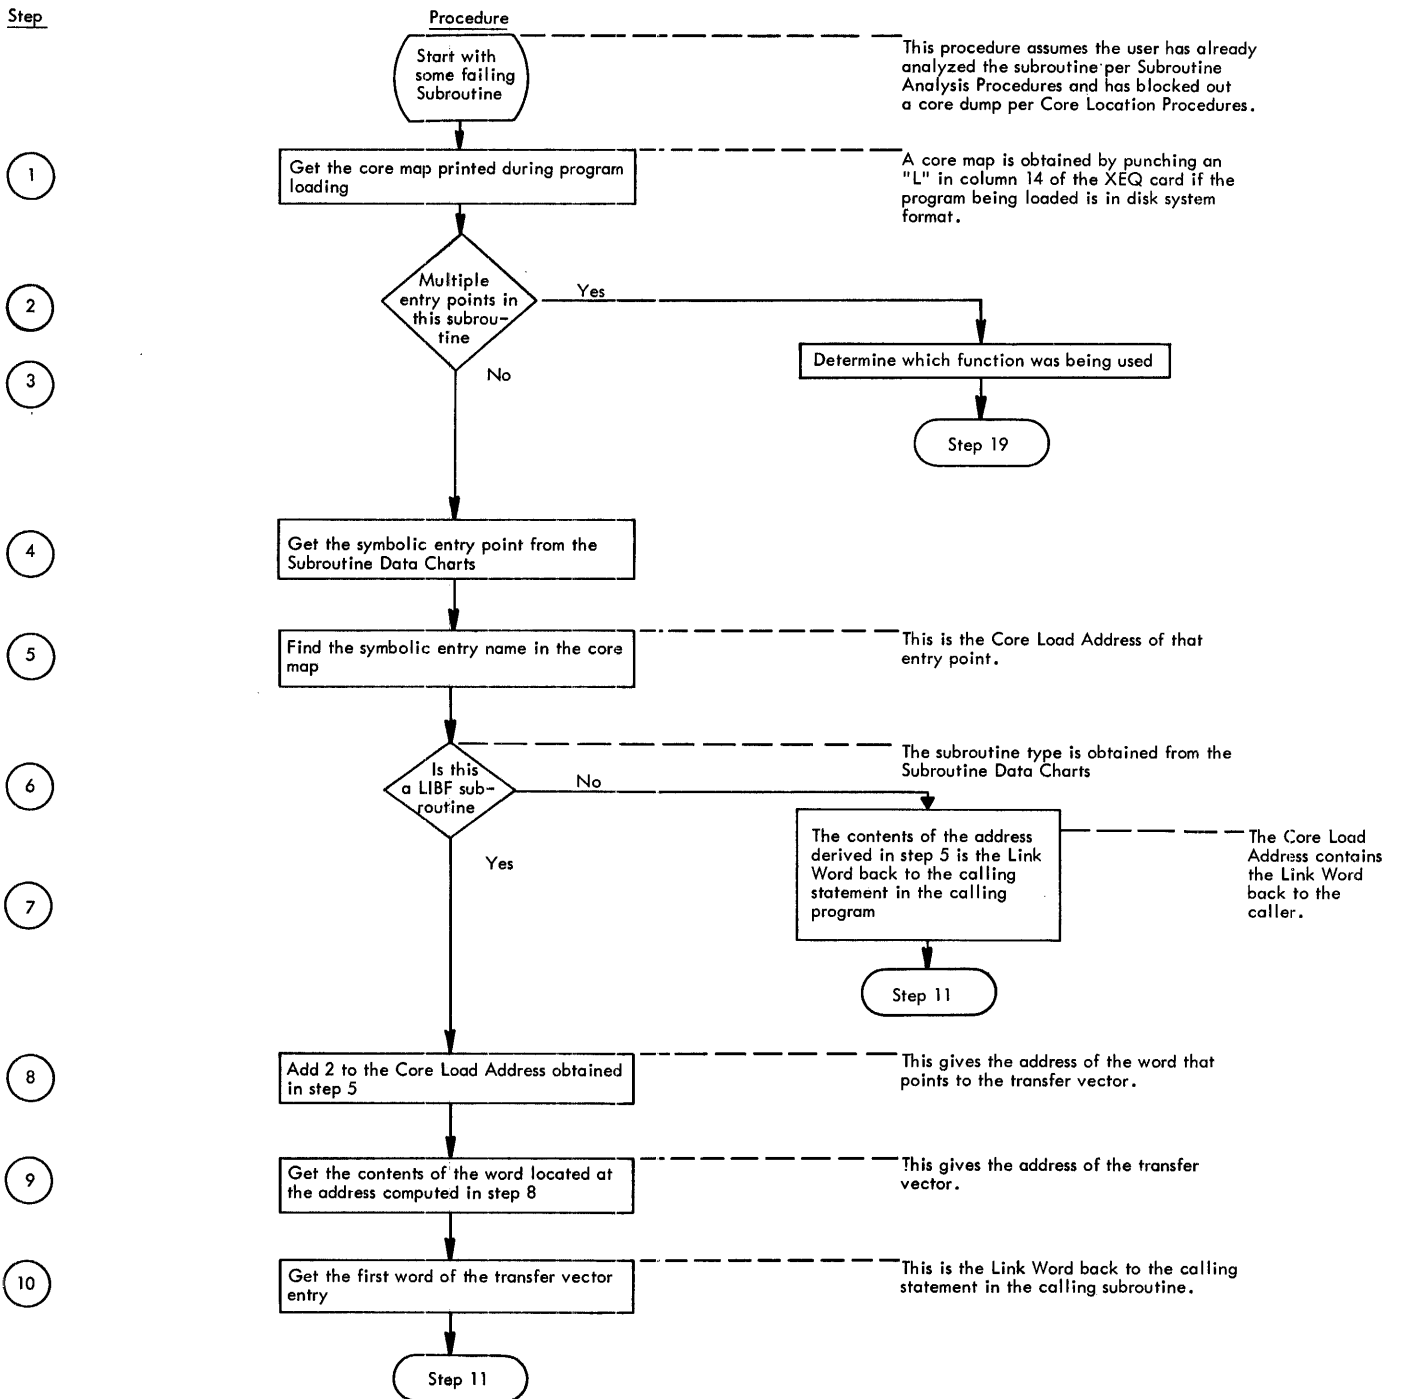 Step
Procedure
Start with
some failing
Subroutine
This procedure assumes the user has already
analyzed the subroutine per Subroutine
Analysis Procedures and has blocked out
a core dump per Core Location Procedures.
1
Get the core map printed during program
loading
A core map is obtained by punching an
"L" in column 14 of the XEQ card if the
program being loaded is in disk system
format.
2
Multiple
entry points in
this subrou-
tine
Yes
3
No
Determine which function was being used
Step 19
4
Get the symbolic entry point from the
Subroutine Data Charts
5
Find the symbolic entry name in the core
map
This is the Core Load Address of that
entry point.
6
Is this
a LIBF sub-
routine
No
The subroutine type is obtained from the
Subroutine Data Charts
Yes
7
The contents of the address
derived in step 5 is the Link
Word back to the calling
statement in the calling
program
The Core Load
Address contains
the Link Word
back to the
caller.
Step 11
8
Add 2 to the Core Load Address obtained
in step 5
This gives the address of the word that
points to the transfer vector.
9
Get the contents of the word located at
the address computed in step 8
This gives the address of the transfer
vector.
10
Get the first word of the transfer vector
entry
This is the Link Word back to the calling
statement in the calling subroutine.
Step 11